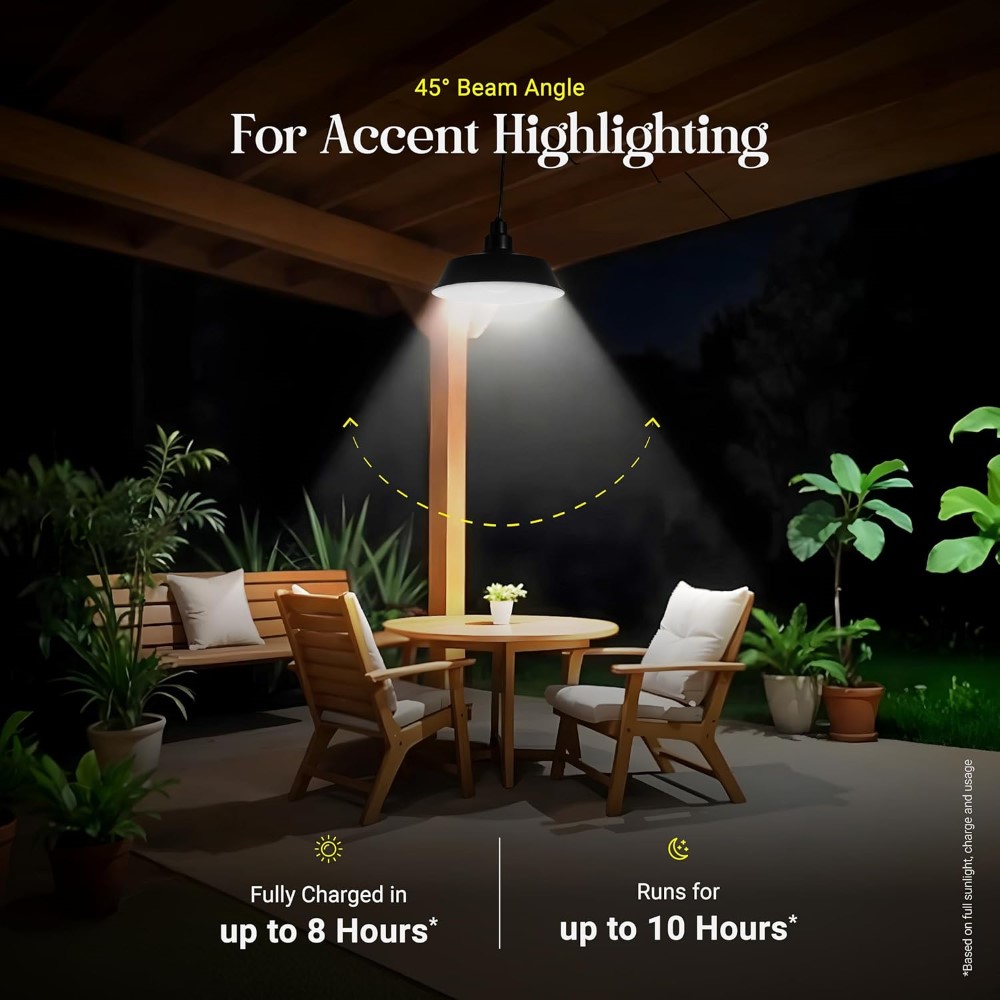 45° Beam Angle
For Accent Highlighting
Fully Charged in
up to 8 Hours*
Runs for
up to 10 Hours*
*Based on full sunlight, charge and usage